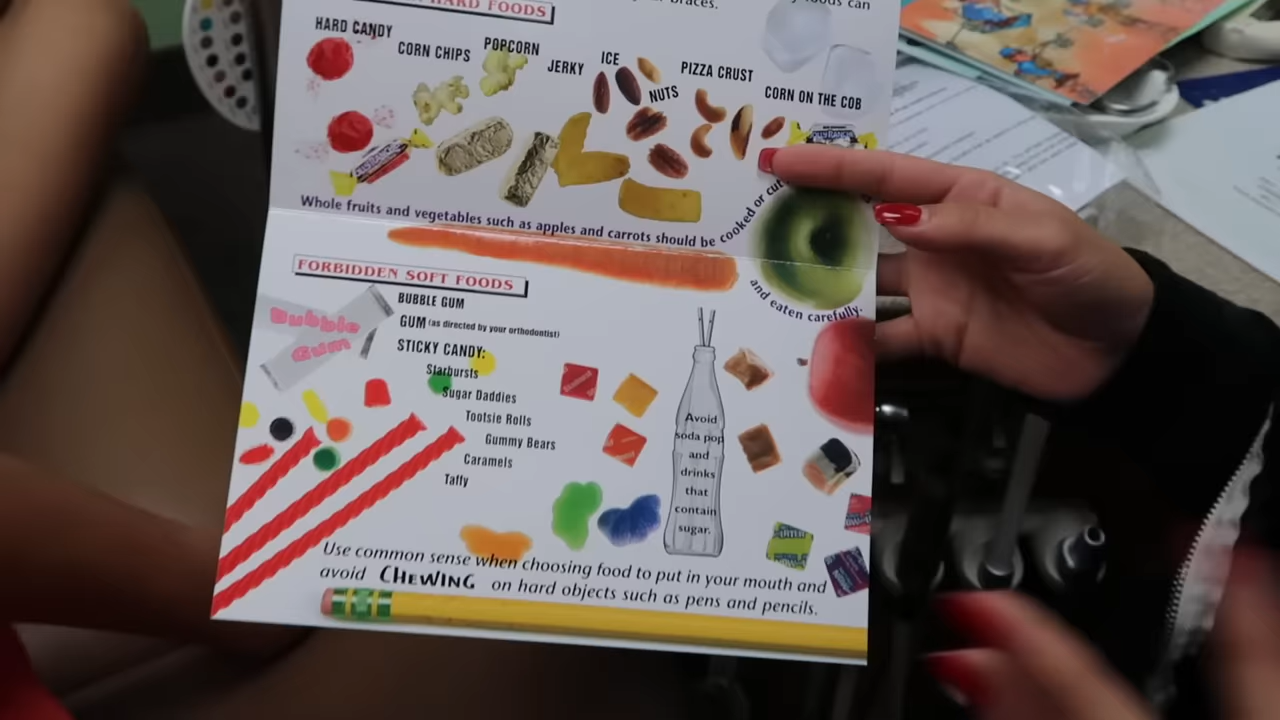 braces.
foods can
HARD FOODS
HARD CANDY
CORN CHIPS
POPCORN
JERKY
ICE
NUTS
PIZZA CRUST
CORN ON THE COB
JOLLY RANCHER
Whole fruits and vegetables such as apples and carrots should be cooked or cut
and eaten carefully.
FORBIDDEN SOFT FOODS
Bubble
Gum
BUBBLE GUM
GUM (as directed by your orthodontist)
STICKY CANDY:
Starbursts
Sugar Daddies
Tootsie Rolls
Gummy Bears
Caramels
Taffy
Avoid
soda pop
and
drinks
that
contain
sugar.
Use common sense when choosing food to put in your mouth and
avoid CHEWING on hard objects such as pens and pencils.